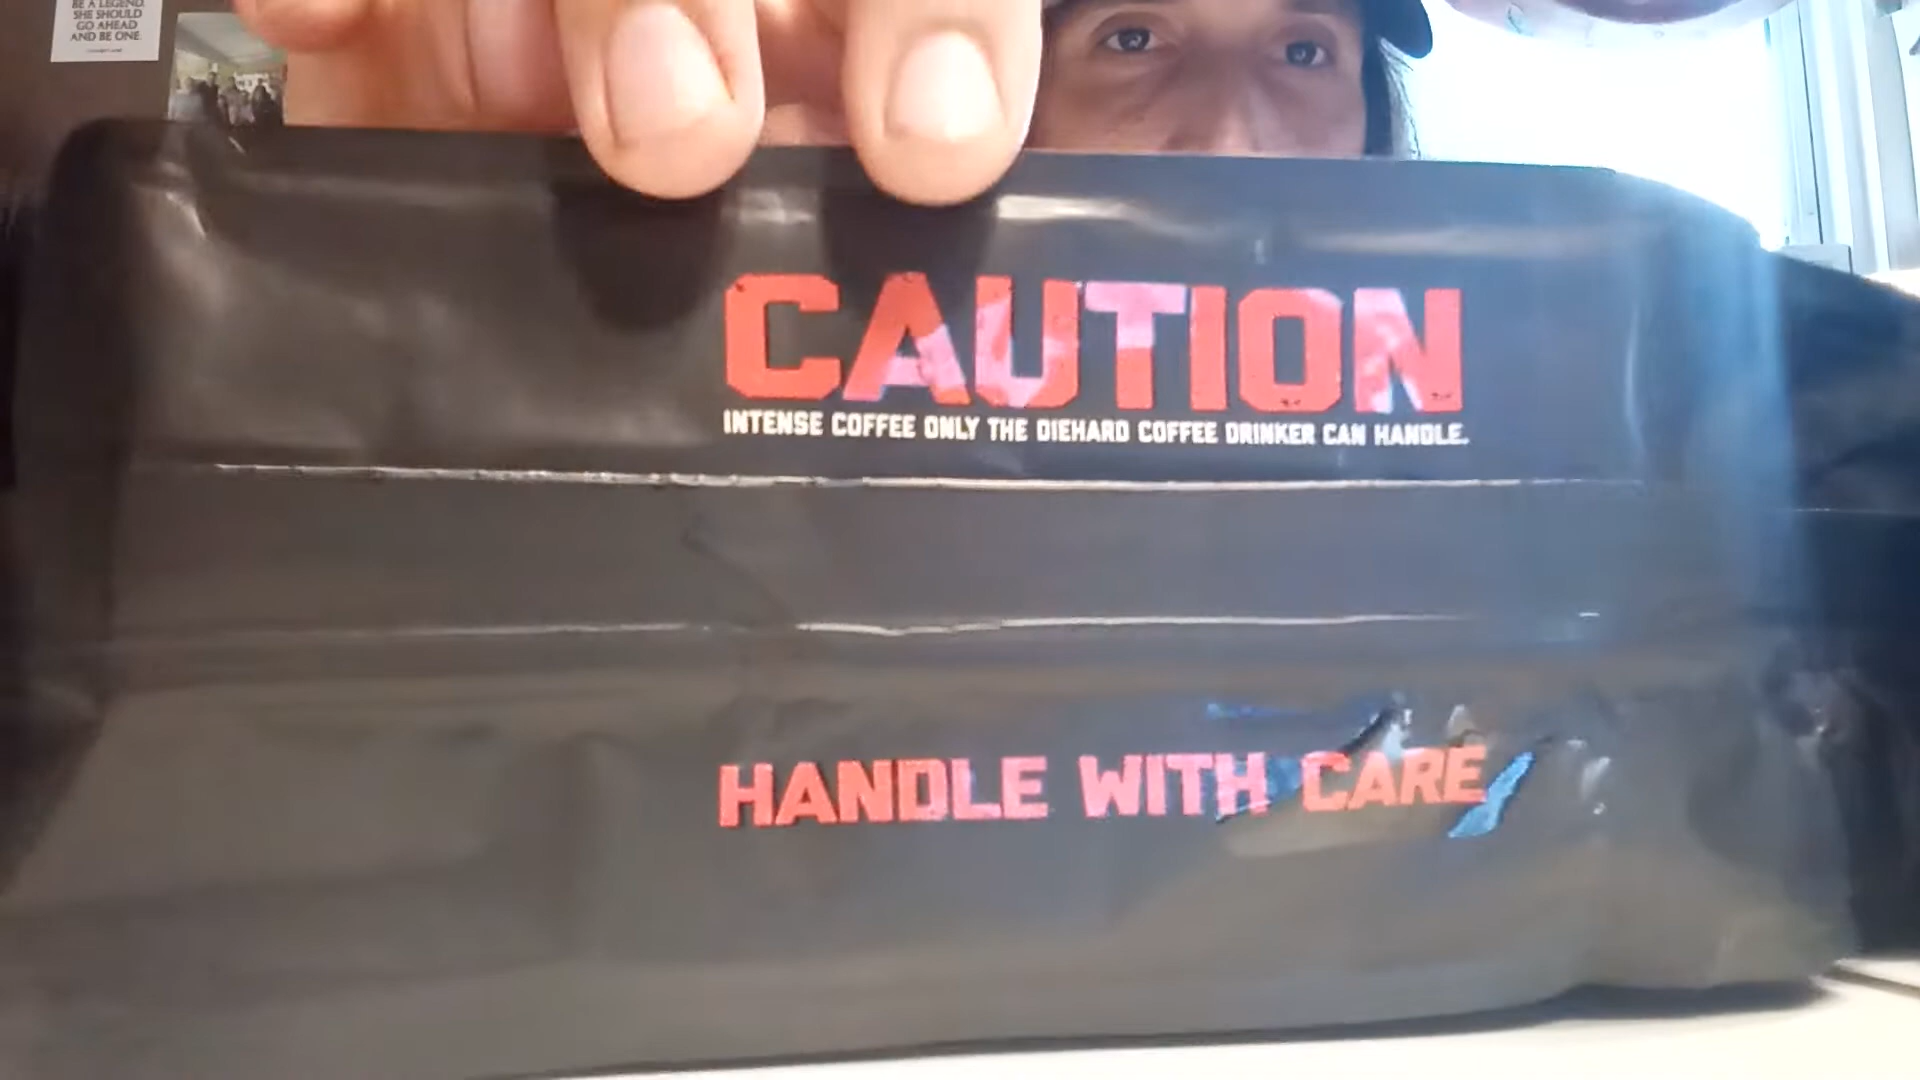 BE A LEGEND.
SHE SHOULD
GO AHEAD
AND BE ONE.
CAUTION
INTENSE COFFEE ONLY THE DIEHARD COFFEE DRINKER CAN HANDLE.
HANDLE WITH CARE